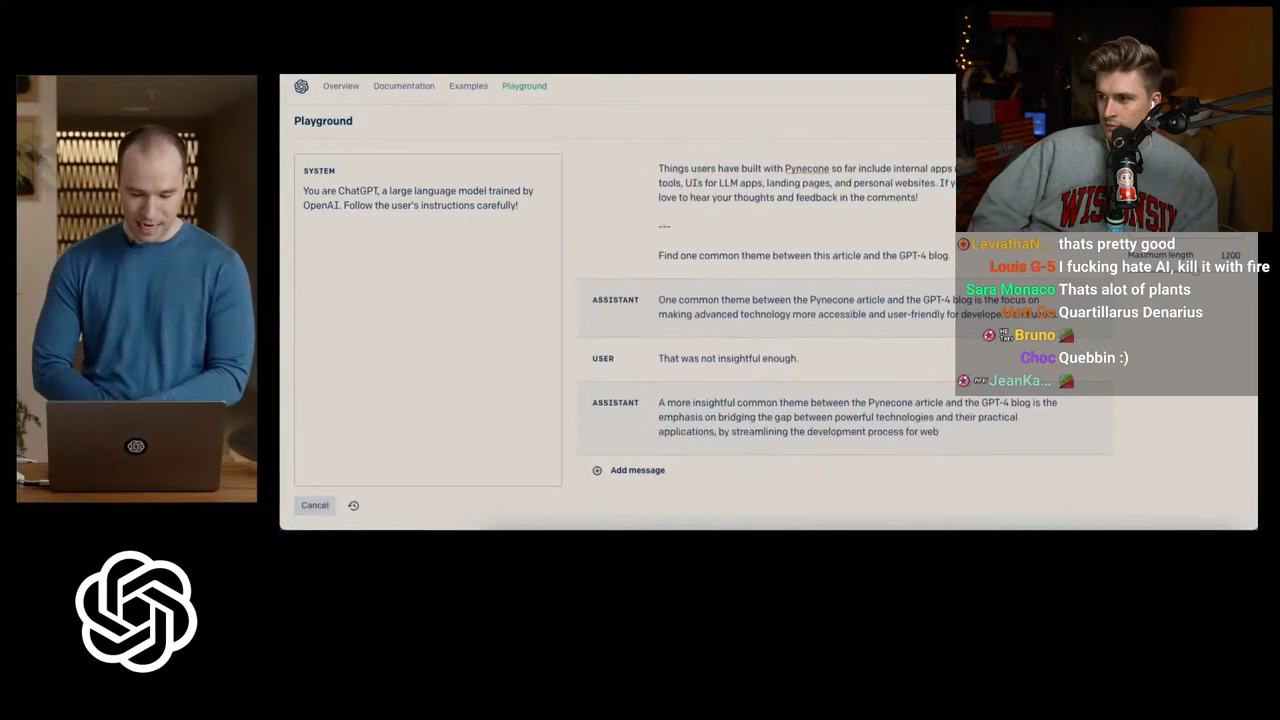 Overview
Documentation
Examples
Playground
Playground
SYSTEM
You are ChatGPT, a large language model trained by
OpenAI. Follow the user's instructions carefully!
Cancel
Things users have built with Pynecone so far include internal apps
tools, UIs for LLM apps, landing pages, and personal websites. If y
love to hear your thoughts and feedback in the comments!
---
Find one common theme between this article and the GPT-4 blog.
ASSISTANT
One common theme between the Pynecone article and the GPT-4 blog is the focus on
making advanced technology more accessible and user-friendly for
USER
That was not insightful enough.
ASSISTANT
A more insightful common theme between the Pynecone article and the GPT-4 blog is the
emphasis on bridging the gap between powerful technologies and their practical
applications, by streamlining the development process for web
Add message
WISCONSIN
Maximum length
1200
LeviathaN... thats pretty good
Louis G-5 I fucking hate AI, kill it with fire
Sara Monaco Thats alot of plants
Quartillarus Denarius
HE Bruno
Choc Quebbin :)
JeanKa...